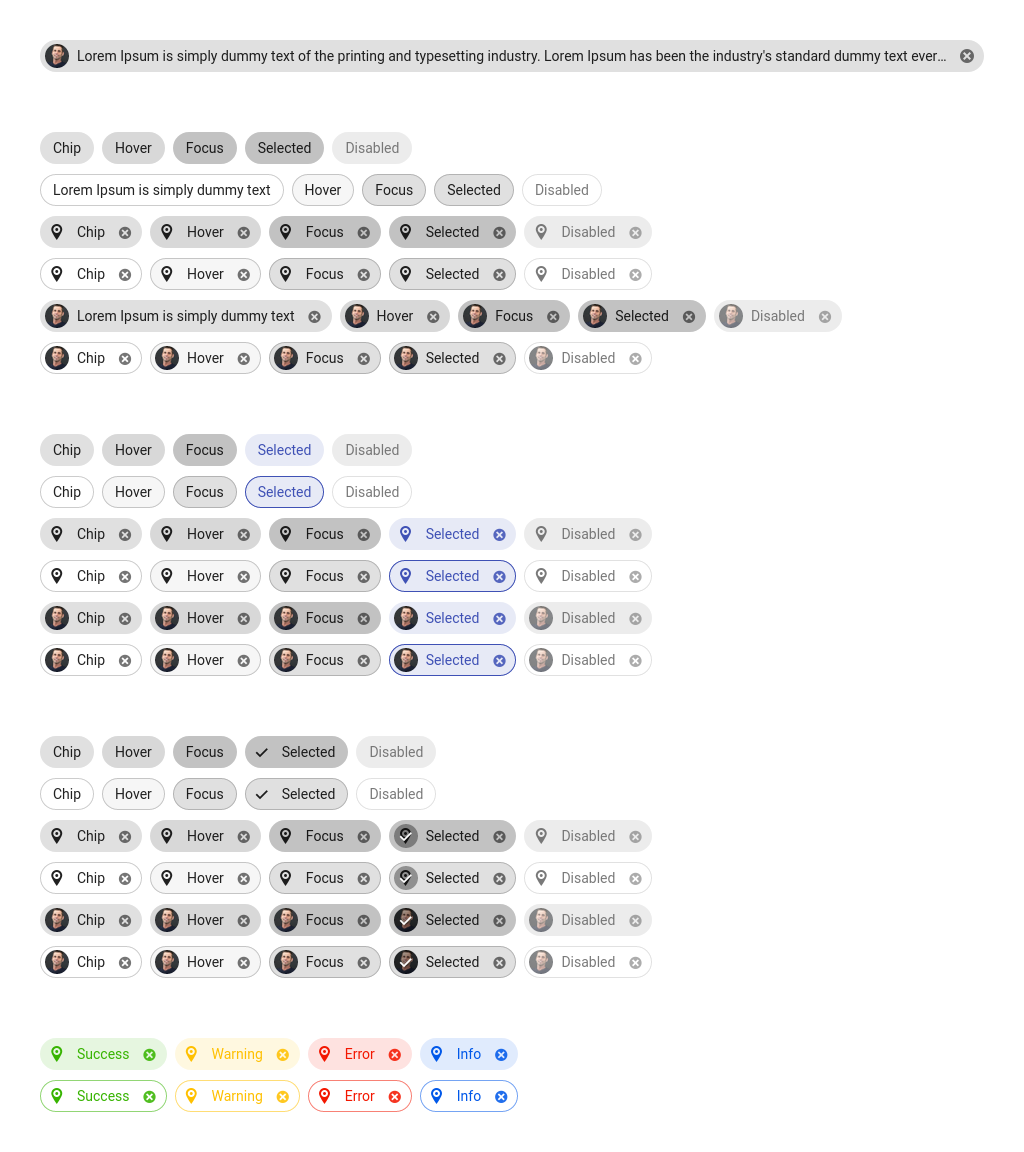 Lorem Ipsum is simply dummy text of the printing and typesetting industry. Lorem Ipsum has been the industry's standard dummy text ever...
Chip Hover Focus Selected Disabled
Lorem Ipsum is simply dummy text Hover Focus Selected Disabled
Chip Hover Focus Selected Disabled
Chip Hover Focus Selected Disabled
Lorem Ipsum is simply dummy text Hover Focus Selected Disabled
Chip Hover Focus Selected Disabled
Chip Hover Focus Selected Disabled
Chip Hover Focus Selected Disabled
Chip Hover Focus Selected Disabled
Chip Hover Focus Selected Disabled
Chip Hover Focus Selected Disabled
Chip Hover Focus Selected Disabled
Chip Hover Focus Selected Disabled
Chip Hover Focus Selected Disabled
Chip Hover Focus Selected Disabled
Chip Hover Focus Selected Disabled
Chip Hover Focus Selected Disabled
Chip Hover Focus Selected Disabled
Success Warning Error Info
Success Warning Error Info